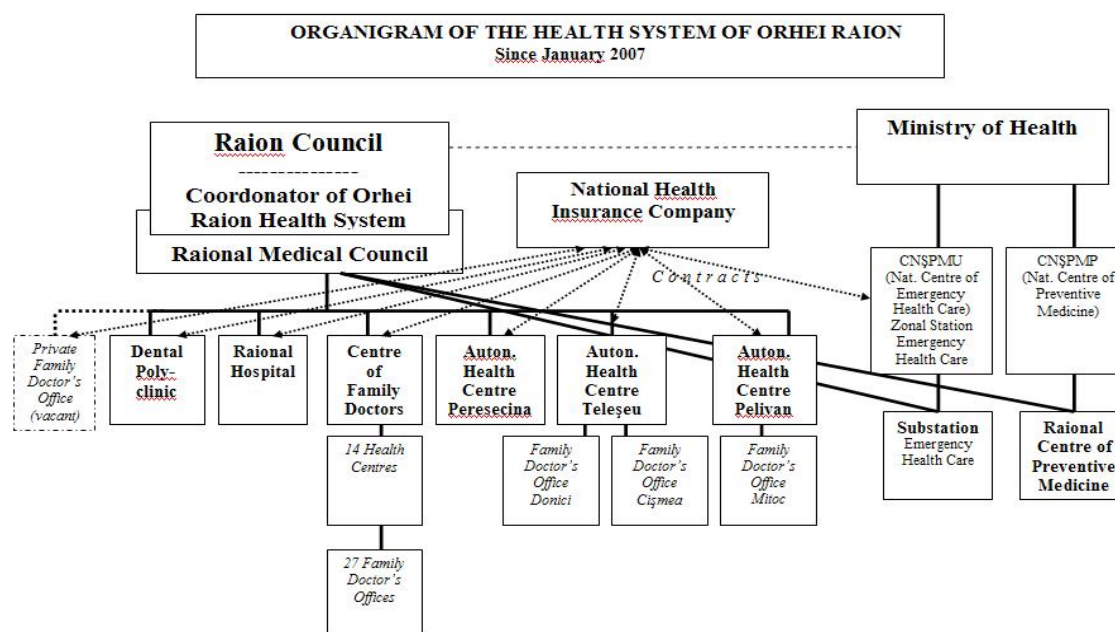 ORGANIGRAM OF THE HEALTH SYSTEM OF ORHEI RAION
Since January 2007
Raion Council
---------------
Coordonator of Orhei
Raion Health System
Raional Medical Council
National Health
Insurance Company
Ministry of Health
Contracts
CNŞPMU
(Nat. Centre of
Emergency
Health Care)
Zonal Station
Emergency
Health Care
CNŞPMP
(Nat. Centre of
Preventive
Medicine)
Private
Family
Doctor's
Office
(vacant)
Dental
Poly-
clinic
Raional
Hospital
Centre
of
Family
Doctors
Auton.
Health
Centre
Peresecina
Auton.
Health
Centre
Teleşeu
Auton.
Health
Centre
Pelivan
Substation
Emergency
Health Care
Raional
Centre of
Preventive
Medicine
14 Health
Centres
Family
Doctor's
Office
Donici
Family
Doctor's
Office
Cişmea
Family
Doctor's
Office
Mitoc
27 Family
Doctor's
Offices